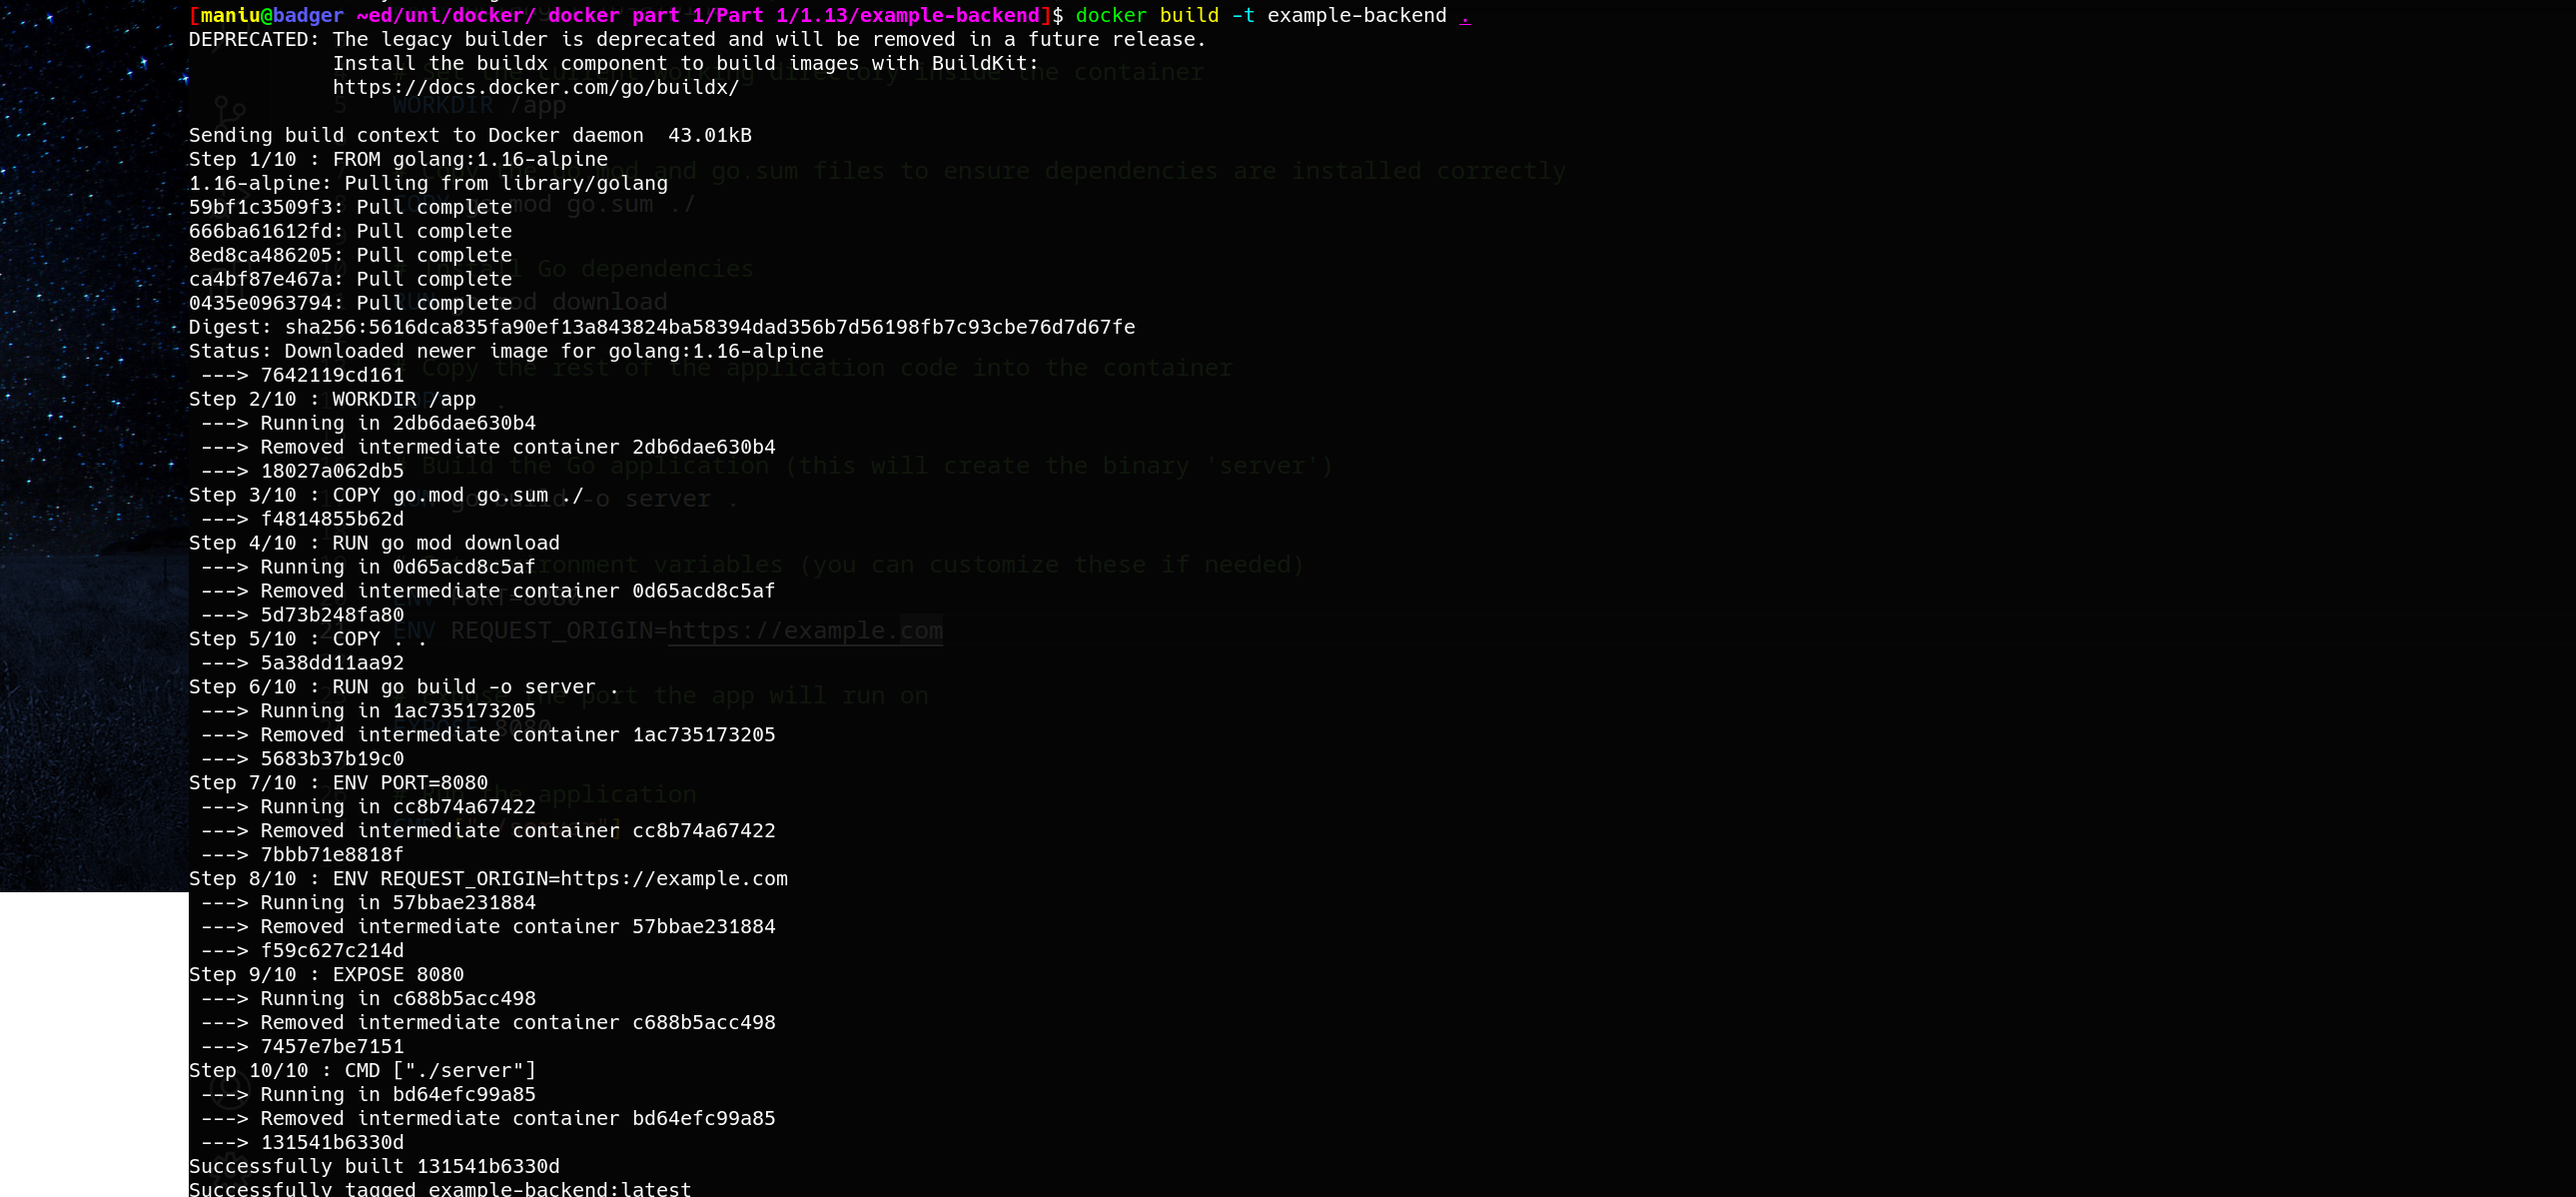 [maniu@badger ~ed/uni/docker/ docker part 1/Part 1/1.13/example-backend]$ docker build -t example-backend .
DEPRECATED: The legacy builder is deprecated and will be removed in a future release.
            Install the buildx component to build images with BuildKit:
            https://docs.docker.com/go/buildx/

Sending build context to Docker daemon  43.01kB
Step 1/10 : FROM golang:1.16-alpine
1.16-alpine: Pulling from library/golang
59bf1c3509f3: Pull complete
666ba61612fd: Pull complete
8ed8ca486205: Pull complete
ca4bf87e467a: Pull complete
0435e0963794: Pull complete
Digest: sha256:5616dca835fa90ef13a843824ba58394dad356b7d56198fb7c93cbe76d7d67fe
Status: Downloaded newer image for golang:1.16-alpine
 ---> 7642119cd161
Step 2/10 : WORKDIR /app
 ---> Running in 2db6dae630b4
 ---> Removed intermediate container 2db6dae630b4
 ---> 18027a062db5
Step 3/10 : COPY go.mod go.sum ./
 ---> f4814855b62d
Step 4/10 : RUN go mod download
 ---> Running in 0d65acd8c5af
 ---> Removed intermediate container 0d65acd8c5af
 ---> 5d73b248fa80
Step 5/10 : COPY . .
 ---> 5a38dd11aa92
Step 6/10 : RUN go build -o server .
 ---> Running in 1ac735173205
 ---> Removed intermediate container 1ac735173205
 ---> 5683b37b19c0
Step 7/10 : ENV PORT=8080
 ---> Running in cc8b74a67422
 ---> Removed intermediate container cc8b74a67422
 ---> 7bbb71e8818f
Step 8/10 : ENV REQUEST_ORIGIN=https://example.com
 ---> Running in 57bbae231884
 ---> Removed intermediate container 57bbae231884
 ---> f59c627c214d
Step 9/10 : EXPOSE 8080
 ---> Running in c688b5acc498
 ---> Removed intermediate container c688b5acc498
 ---> 7457e7be7151
Step 10/10 : CMD ["./server"]
 ---> Running in bd64efc99a85
 ---> Removed intermediate container bd64efc99a85
 ---> 131541b6330d
Successfully built 131541b6330d
Successfully tagged example-backend:latest